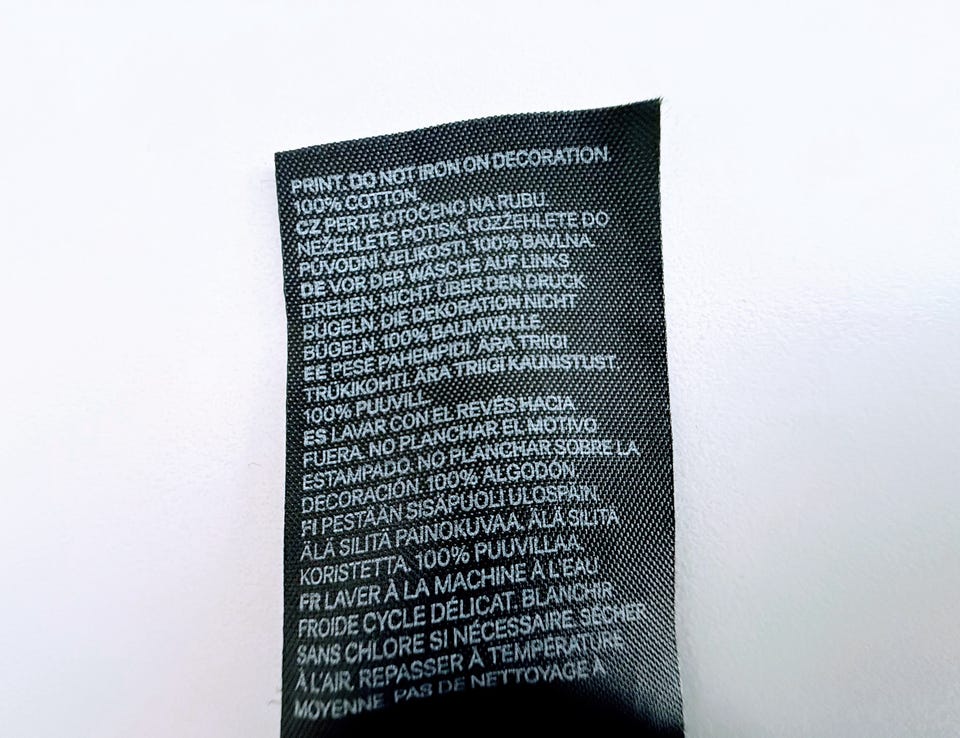 PRINT. DO NOT IRON ON DECORATION.
100% COTTON.
CZ PERTE OTOČENO NA RUBU.
NEŽEHLETE POTISK. ROZŽEHLETE DO
PŮVODNÍ VELIKOSTI. 100% BAVLNA
DE VOR DER WÄSCHE AUF LINKS
DREHEN. NICHT ÜBER DEN DRUCK
BÜGELN. DIE DEKORATION NICHT
BÜGELN. 100% BAUMWOLLE
EE PESE PAHEMPIDI. ÄRA TRIIGI
TRÜKIKOHTI. ÄRA TRIIGI KAUNISTUST.
100% PUUVILL
ES LAVAR CON EL REVÉS HACIA
FUERA. NO PLANCHAR EL MOTIVO
ESTAMPADO. NO PLANCHAR SOBRE LA
DECORACIÓN. 100% ALGODÓN
FI PESTÄÄN SISÄPUOLI ULOSPÄIN.
ÄLÄ SILITÄ PAINOKUVAA. ÄLÄ SILITÄ
KORISTETTA. 100% PUUVILLAA.
FR LAVER À LA MACHINE À L'EAU
FROIDE CYCLE DÉLICAT. BLANCHIR
SANS CHLORE SI NÉCESSAIRE. SÉCHER
À L'AIR. REPASSER À TEMPÉRATURE
MOYENNE. PAS DE NETTOYAGE À